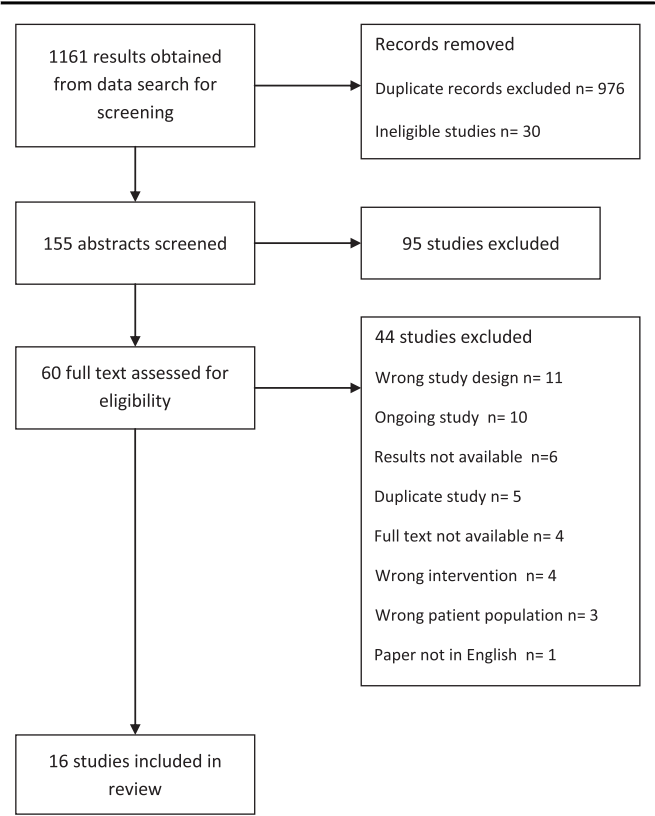 1161 results obtained
from data search for
screening
Records removed
Duplicate records excluded n= 976
Ineligible studies n= 30
155 abstracts screened
95 studies excluded
60 full text assessed for
eligibility
44 studies excluded
Wrong study design n= 11
Ongoing study n= 10
Results not available n=6
Duplicate study n= 5
Full text not available n= 4
Wrong intervention n= 4
Wrong patient population n= 3
Paper not in English n= 1
16 studies included in
review